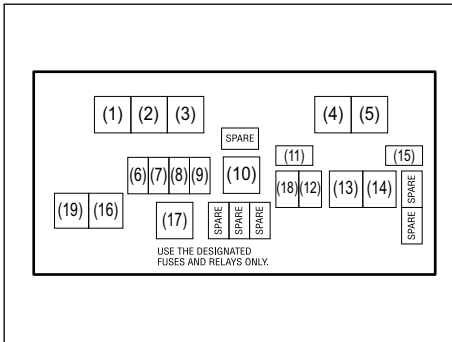 (1) (2) (3) (4) (5)
SPARE
(11) (15)
(6) (7) (8) (9) (10) (18) (12) (13) (14) SPARE
(19) (16) (17) SPARE SPARE SPARE SPARE
USE THE DESIGNATED
FUSES AND RELAYS ONLY.